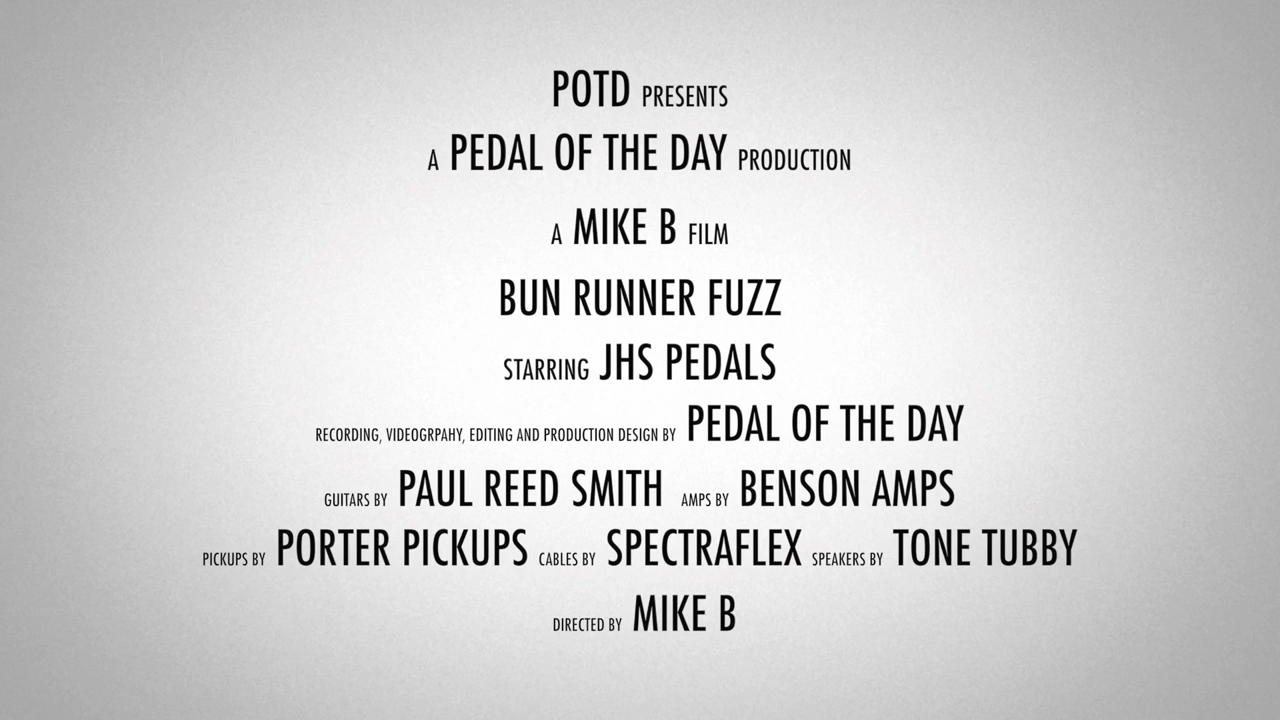 POTD PRESENTS
A PEDAL OF THE DAY PRODUCTION
A MIKE B FILM
BUN RUNNER FUZZ
STARRING JHS PEDALS
RECORDING, VIDEOGRPAHY, EDITING AND PRODUCTION DESIGN BY PEDAL OF THE DAY
GUITARS BY PAUL REED SMITH AMPS BY BENSON AMPS
PICKUPS BY PORTER PICKUPS CABLES BY SPECTRAFLEX SPEAKERS BY TONE TUBBY
DIRECTED BY MIKE B